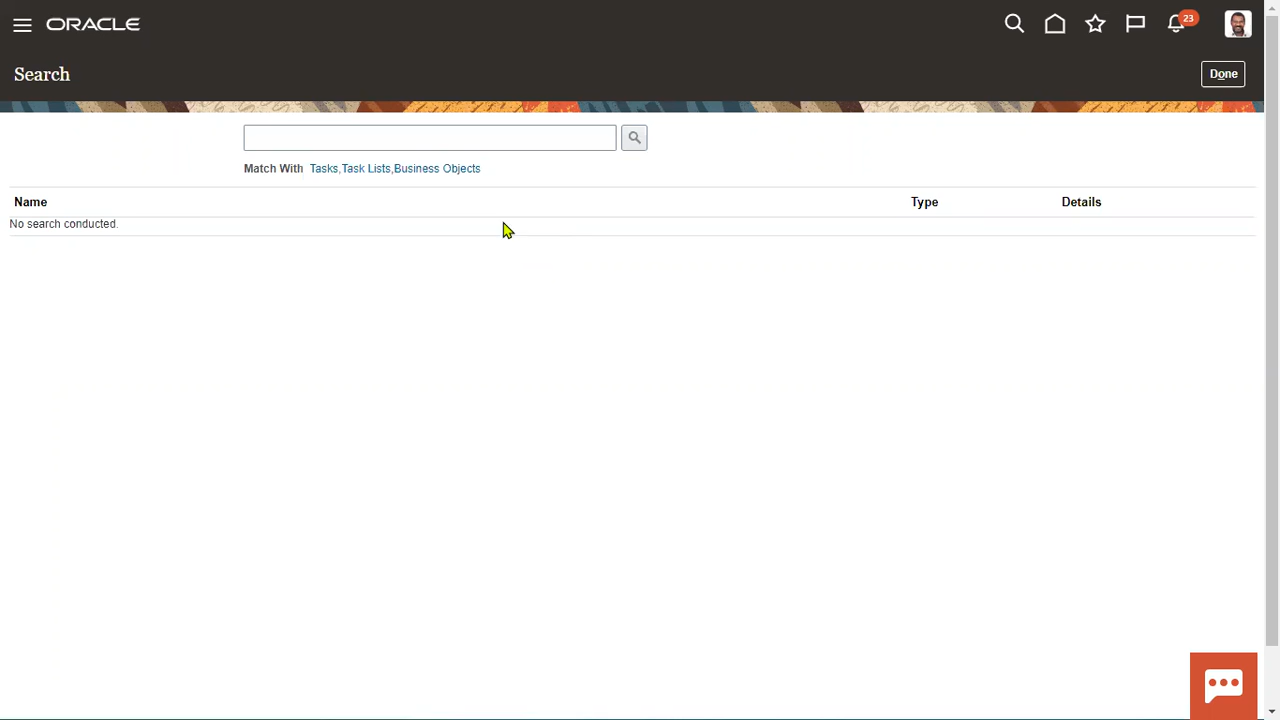 ORACLE
23
Search
Done
Match With Tasks,Task Lists,Business Objects
Name Type Details
No search conducted.